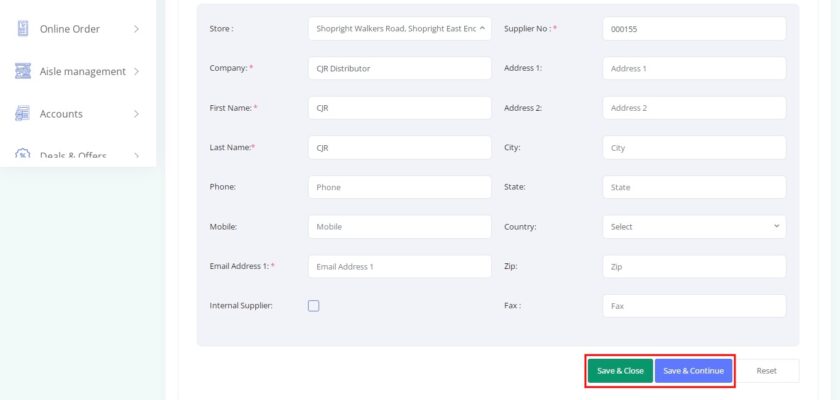 Online Order
Aisle management
Accounts
Deals & Offers
Store :
Shopright Walkers Road, Shopright East Enc
Supplier No : *
000155
Company: *
CJR Distributor
Address 1:
Address 1
First Name: *
CJR
Address 2:
Address 2
Last Name:*
CJR
City:
City
Phone:
Phone
State:
State
Mobile:
Mobile
Country:
Select
Email Address 1: *
Email Address 1
Zip:
Zip
Internal Supplier:
Fax :
Fax
Save & Close
Save & Continue
Reset